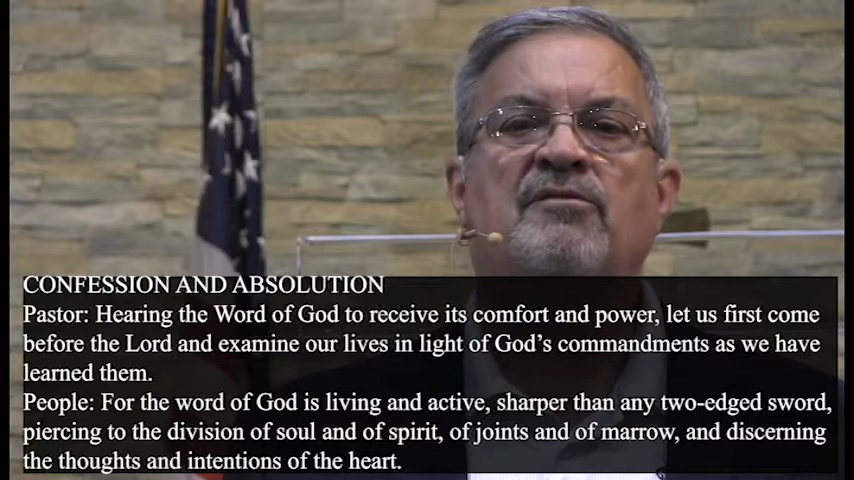 CONFESSION AND ABSOLUTION
Pastor: Hearing the Word of God to receive its comfort and power, let us first come
before the Lord and examine our lives in light of God’s commandments as we have
learned them.
People: For the word of God is living and active, sharper than any two-edged sword,
piercing to the division of soul and of spirit, of joints and of marrow, and discerning
the thoughts and intentions of the heart.